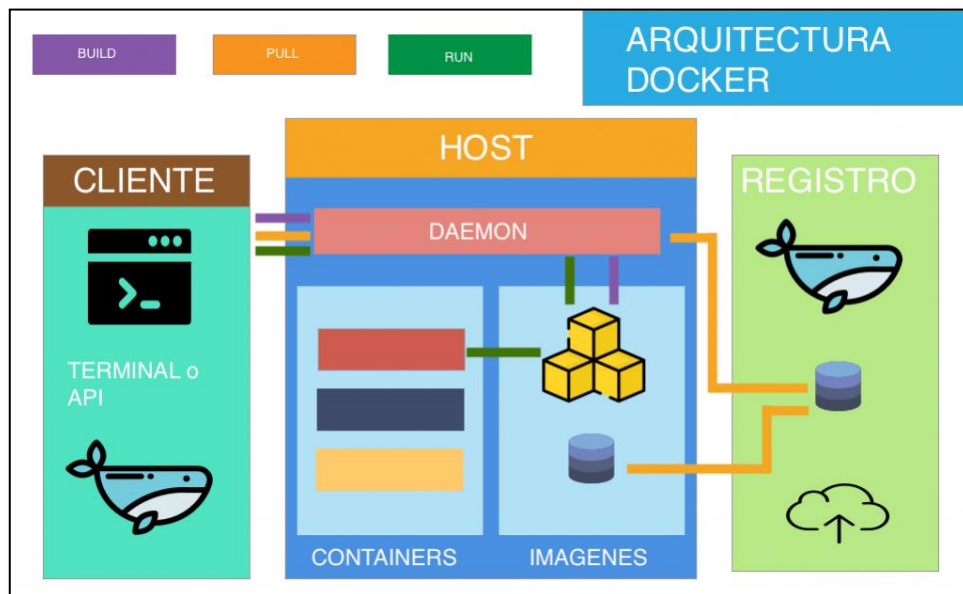 BUILD
PULL
RUN
ARQUITECTURA
DOCKER
CLIENTE
TERMINAL o
API
HOST
DAEMON
CONTAINERS
IMAGENES
REGISTRO